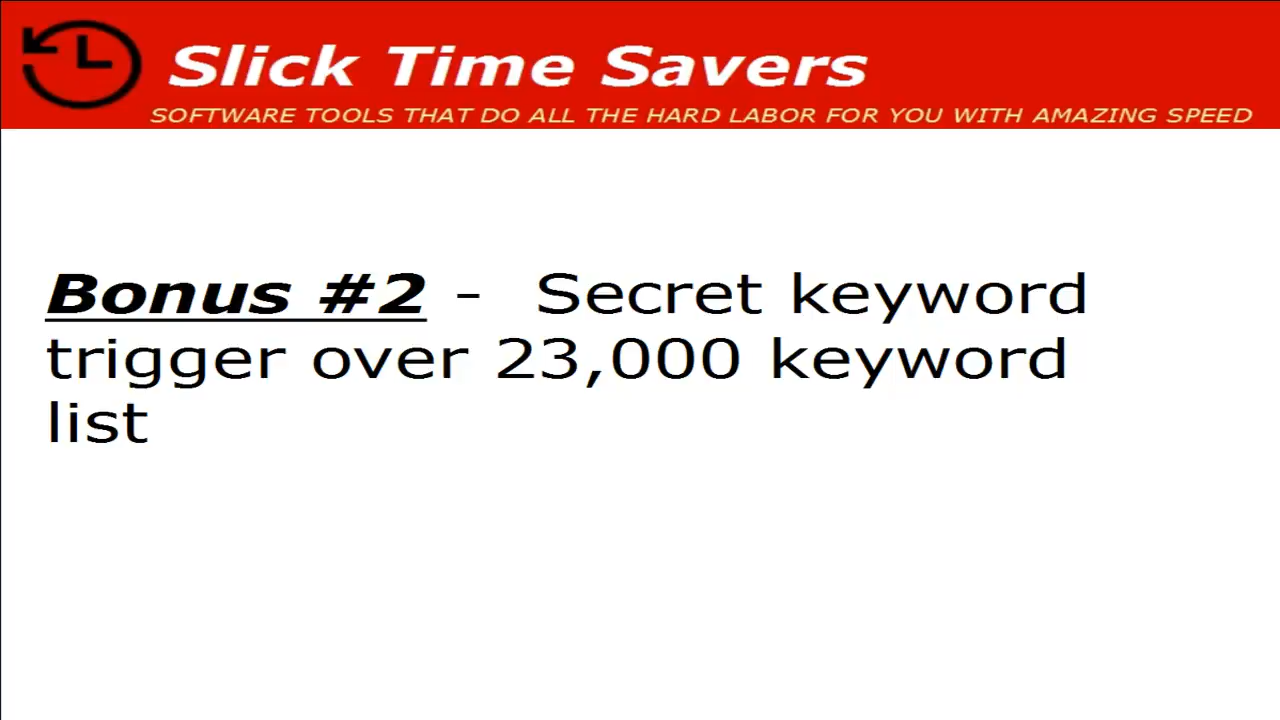 Slick Time Savers
SOFTWARE TOOLS THAT DO ALL THE HARD LABOR FOR YOU WITH AMAZING SPEED
Bonus #2 - Secret keyword
trigger over 23,000 keyword
list